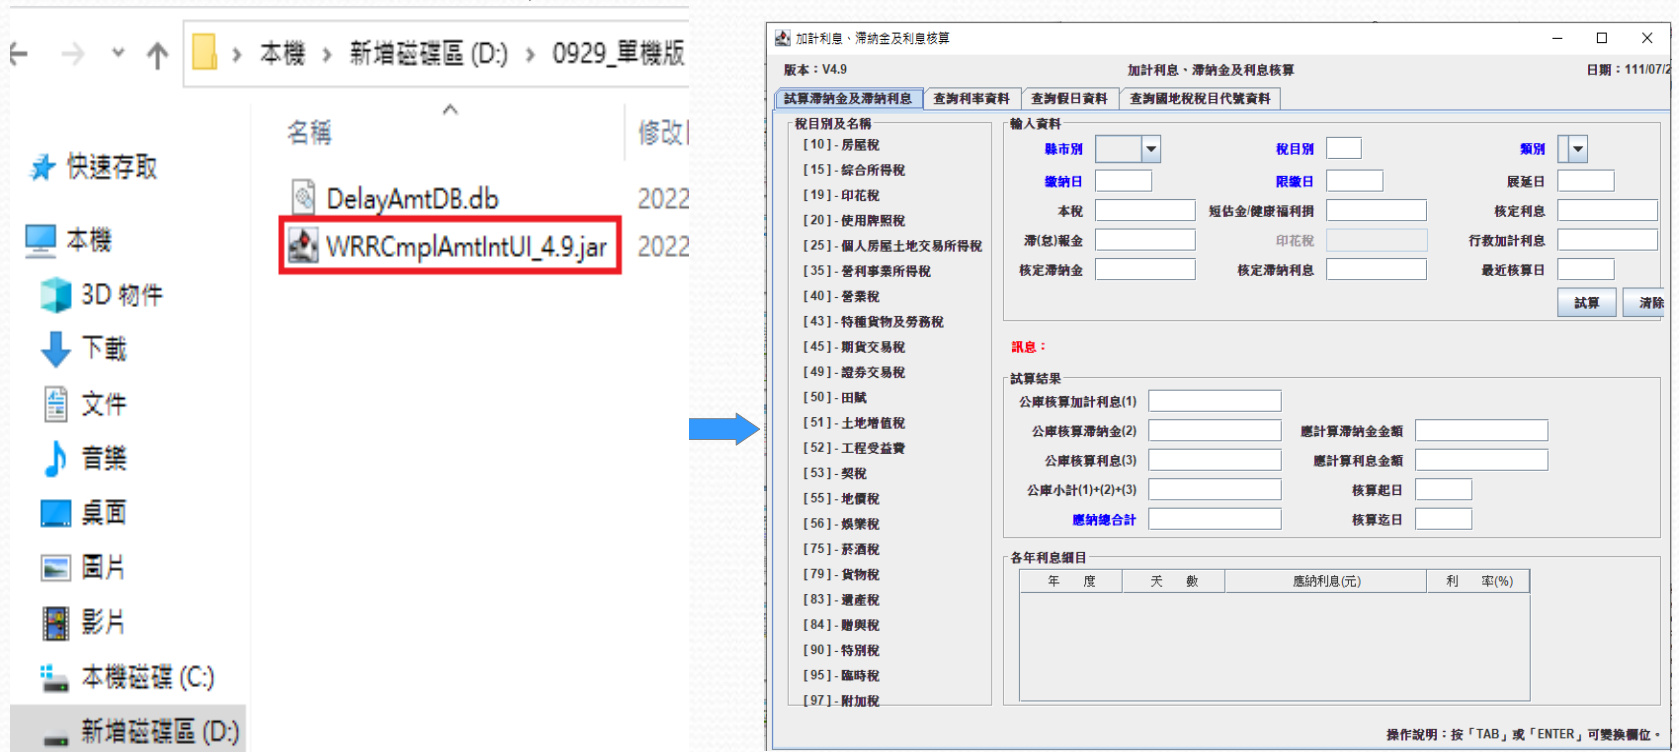 本機 › 新增磁碟區 (D:) › 0929_單機版
名稱
修改
快速存取
DelayAmtDB.db
2022
WRRCmplAmtIntUI_4.9.jar
2022
本機
3D 物件
下載
文件
音樂
桌面
圖片
影片
本機磁碟 (C:)
新增磁碟區 (D:)
加計利息、滯納金及利息核算
版本：V4.9
加計利息、滯納金及利息核算
日期：111/07/2
試算滯納金及滯納利息
查詢利率資料
查詢假日資料
查詢國地稅稅目代號資料
稅目別及名稱
[10]-房屋稅
[15]-綜合所得稅
[19]-印花稅
[20]-使用牌照稅
[25]-個人房屋土地交易所得稅
[35]-營利事業所得稅
[40]-營業稅
[43]-特種貨物及勞務稅
[45]-期貨交易稅
[49]-證券交易稅
[50]-田賦
[51]-土地增值稅
[52]-工程受益費
[53]-契稅
[55]-地價稅
[56]-娛樂稅
[75]-菸酒稅
[79]-貨物稅
[83]-遺產稅
[84]-贈與稅
[90]-特別稅
[95]-臨時稅
[97]-附加稅
輸入資料
縣市別
稅目別
類別
繳納日
限繳日
展延日
本稅
短估金/健康福利捐
核定利息
滯(怠)報金
印花稅
行救加計利息
核定滯納金
核定滯納利息
最近核算日
試算
清除
訊息：
試算結果
公庫核算加計利息(1)
公庫核算滯納金(2)
應計算滯納金金額
公庫核算利息(3)
應計算利息金額
公庫小計(1)+(2)+(3)
核算起日
應納總合計
核算迄日
各年利息細目
年 度
天 數
應納利息(元)
利 率(%)
操作說明：按「TAB」或「ENTER」可變換欄位。